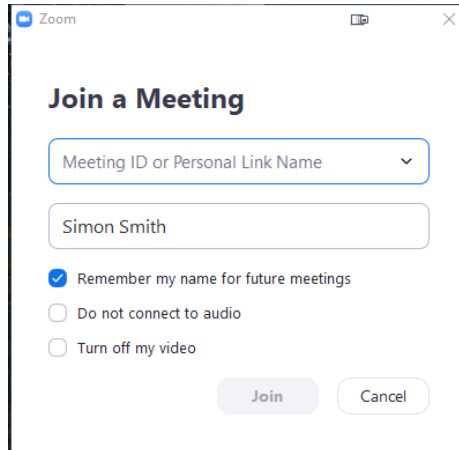 Zoom
Join a Meeting
Meeting ID or Personal Link Name
Simon Smith
Remember my name for future meetings
Do not connect to audio
Turn off my video
Join Cancel